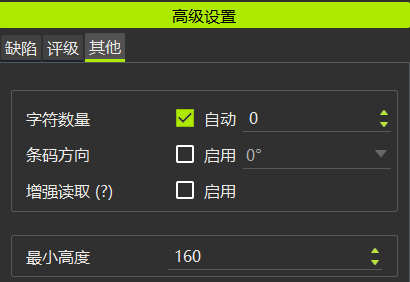 高级设置
缺陷 评级 其他
字符数量 自动 0
条码方向 启用 0°
增强读取 (?) 启用
最小高度 160